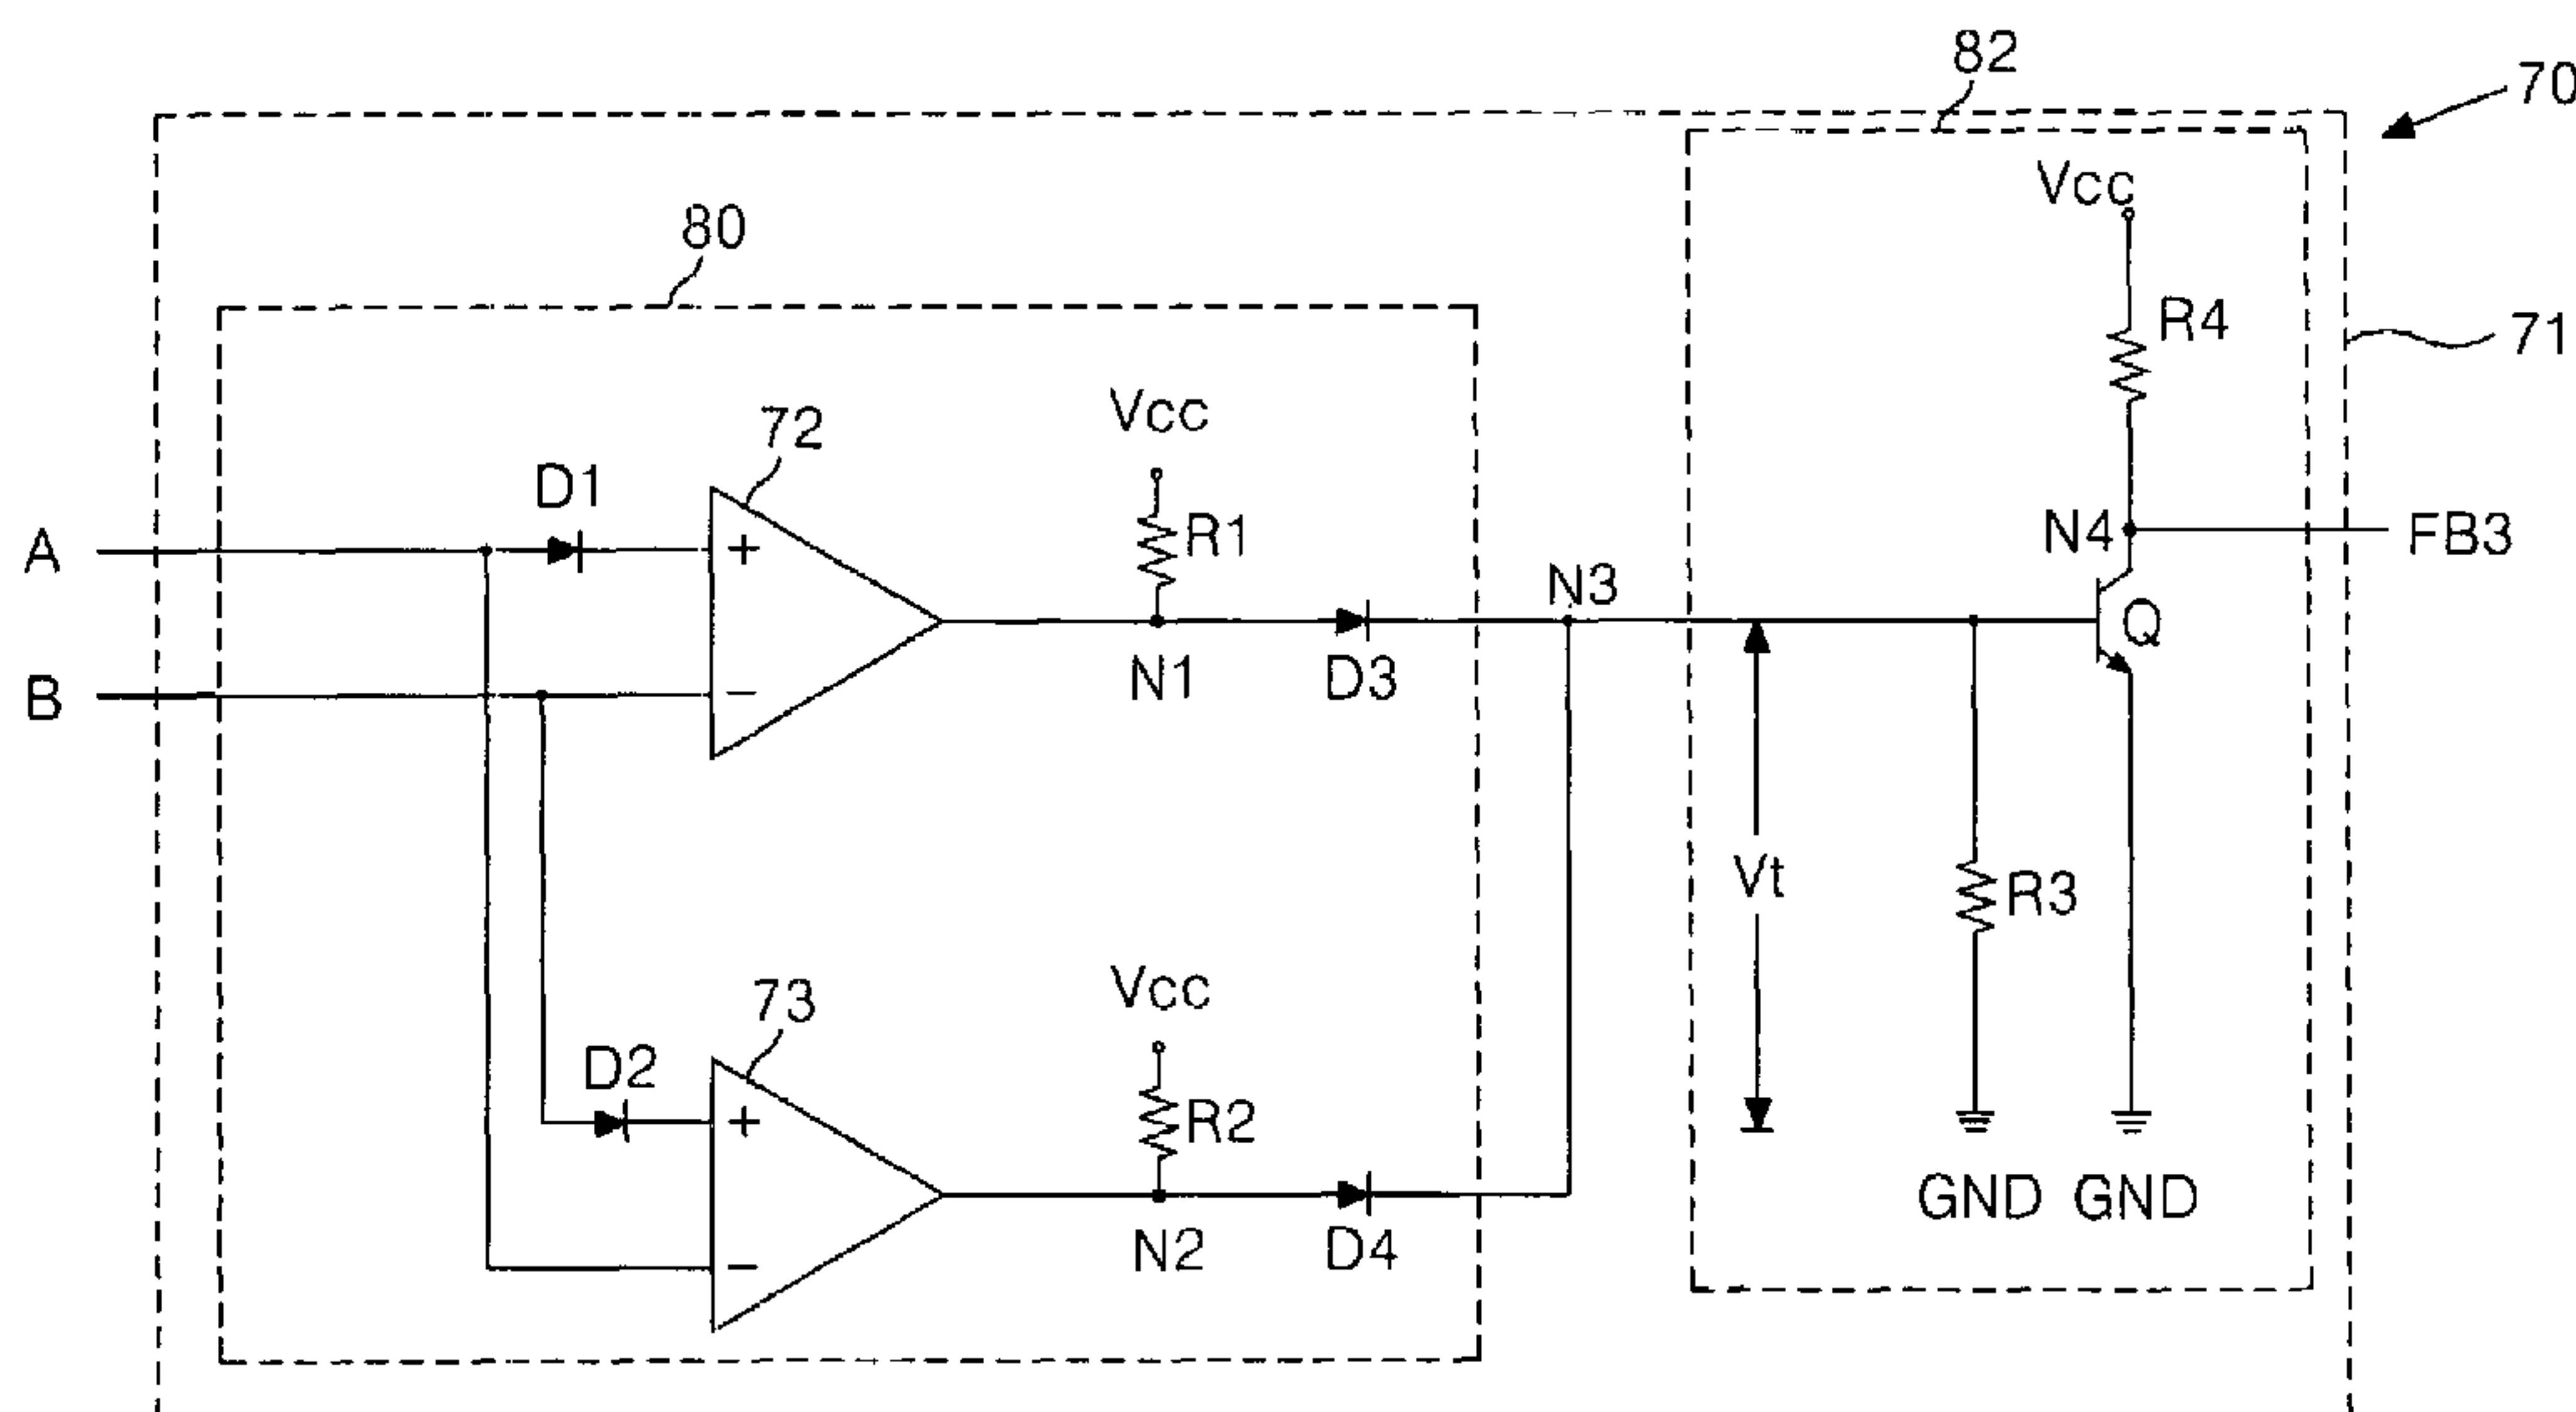 82
70
Vcc
80
R4
71
Vcc
72
D1
+
R1
A
N4
FB3
N3
Q
B
−
N1
D3
Vt
R3
Vcc
73
D2
+
R2
GND GND
−
N2
D4